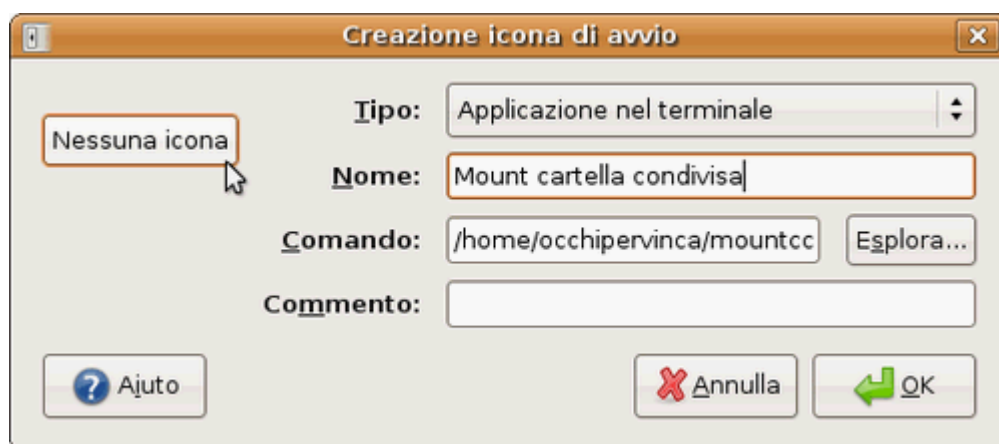 Creazione icona di avvio
Nessuna icona
Tipo: Applicazione nel terminale
Nome: Mount cartella condivisa
Comando: /home/occhipervinca/mountcc Esplora...
Commento:
Aiuto Annulla OK